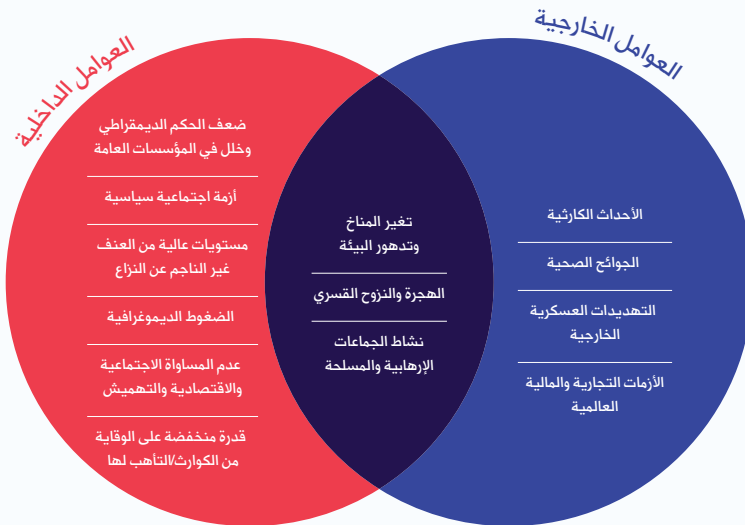 العوامل الخارجية
الأحداث الكارثية
الجوائح الصحية
التهديدات العسكرية
الخارجية
الأزمات التجارية والمالية
العالمية
تغير المناخ
وتدهور البيئة
الهجرة والنزوح القسري
نشاط الجماعات
الإرهابية والمسلحة
العوامل الداخلية
ضعف الحكم الديمقراطي
وخلل في المؤسسات العامة
أزمة اجتماعية سياسية
مستويات عالية من العنف
غير الناجم عن النزاع
الضغوط الديموغرافية
عدم المساواة الاجتماعية
والاقتصادية والتهميش
قدرة منخفضة على الوقاية
من الكوارث/التأهب لها